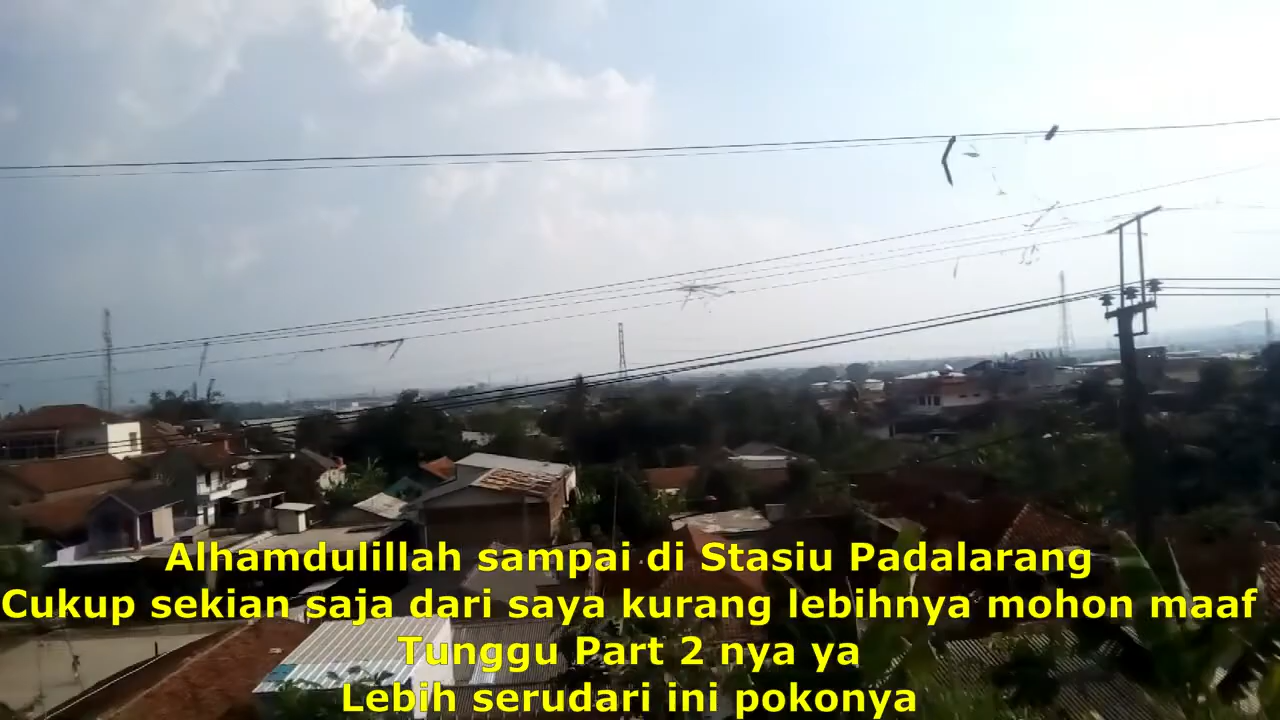 Alhamdulillah sampai di Stasiu Padalarang
Cukup sekian saja dari saya kurang lebihnya mohon maaf
Tunggu Part 2 nya ya
Lebih serudari ini pokonya